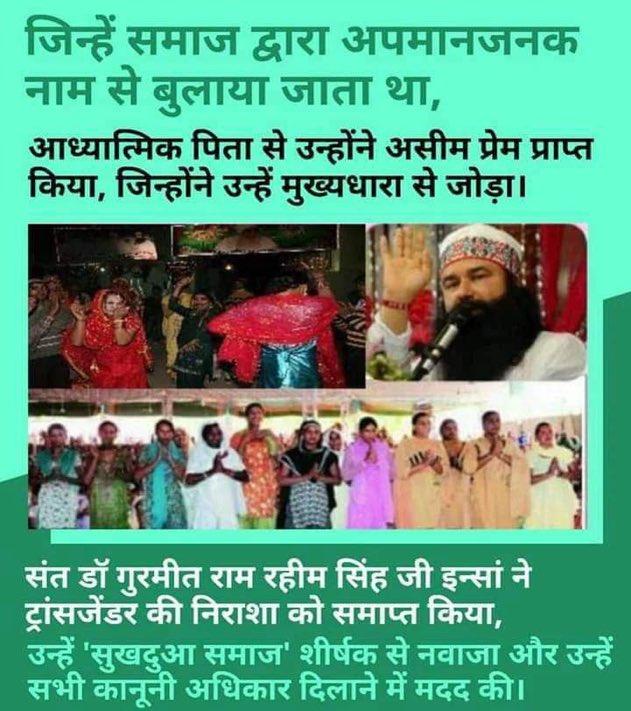 जिन्हें समाज द्वारा अपमानजनक
नाम से बुलाया जाता था,
आध्यात्मिक पिता से उन्होंने असीम प्रेम प्राप्त
किया, जिन्होंने उन्हें मुख्यधारा से जोड़ा।
संत डॉ गुरमीत राम रहीम सिंह जी इन्सां ने
ट्रांसजेंडर की निराशा को समाप्त किया,
उन्हें 'सुखदुआ समाज' शीर्षक से नवाजा और उन्हें
सभी कानूनी अधिकार दिलाने में मदद की।